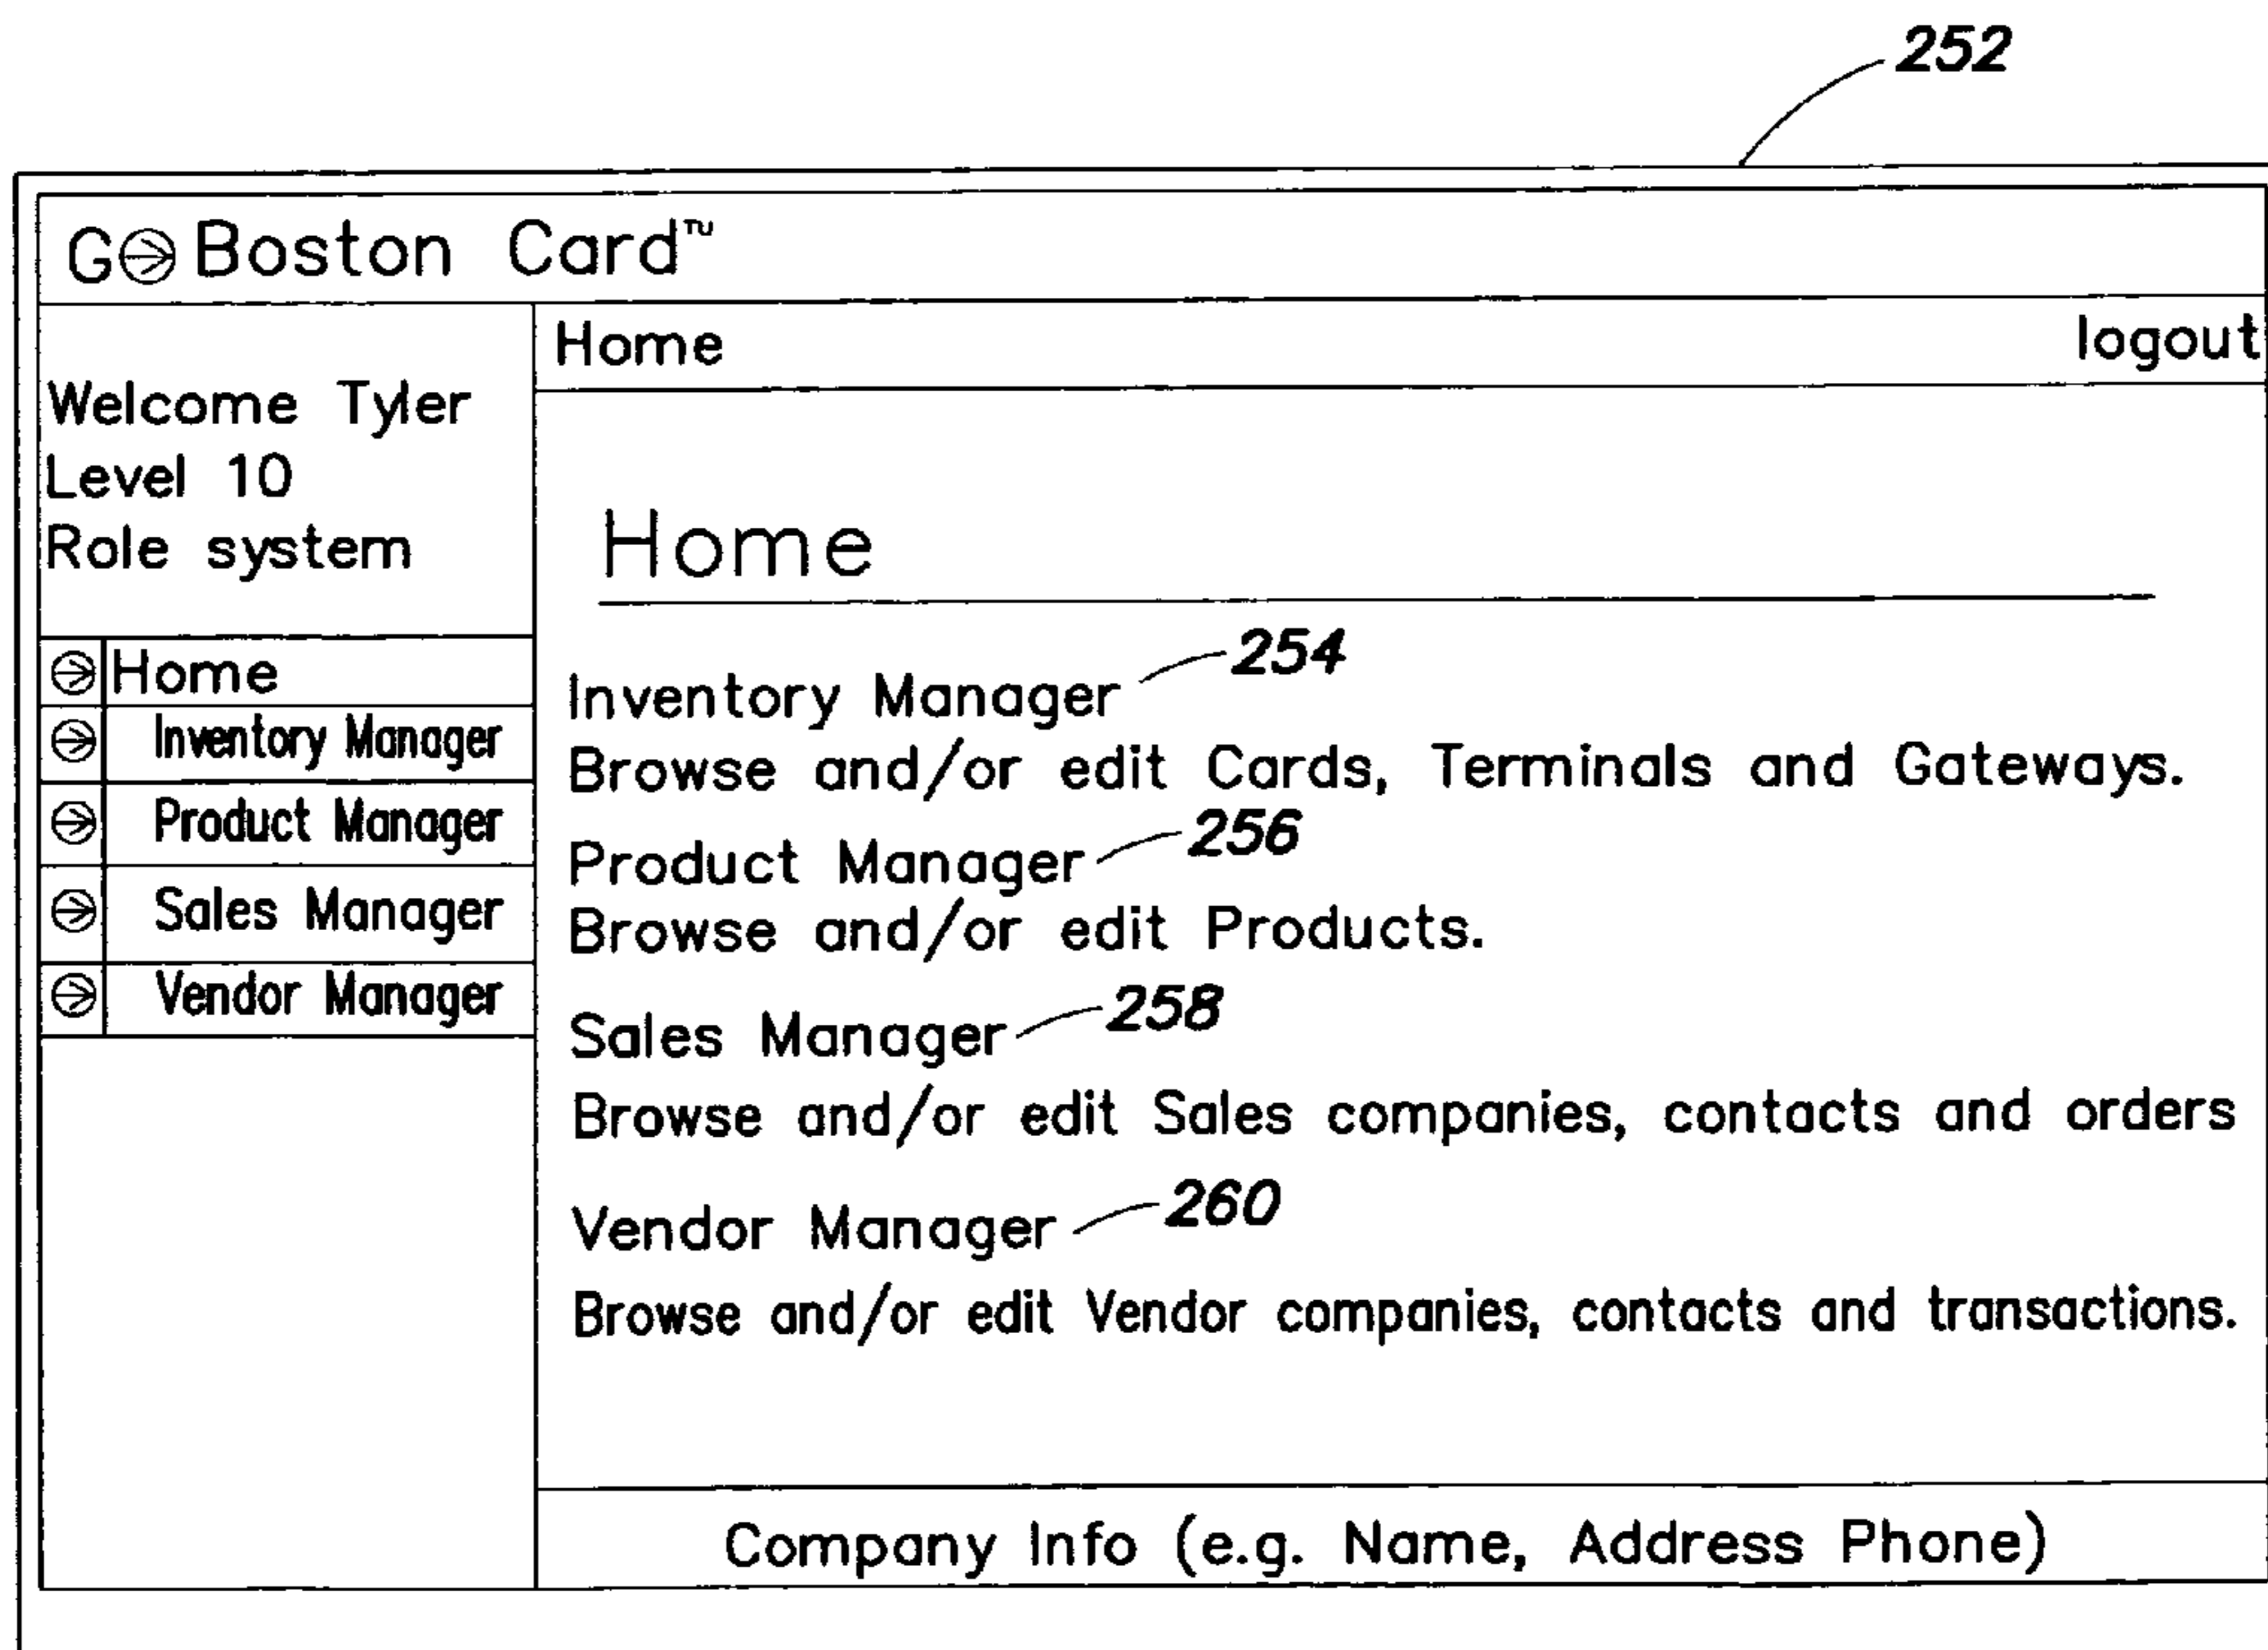 252
GO Boston Card™
Home logout
Welcome Tyler
Level 10
Role system
Home
Inventory Manager
Product Manager
Sales Manager
Vendor Manager
Home
Inventory Manager 254
Browse and/or edit Cards, Terminals and Gateways.
Product Manager 256
Browse and/or edit Products.
Sales Manager 258
Browse and/or edit Sales companies, contacts and orders
Vendor Manager 260
Browse and/or edit Vendor companies, contacts and transactions.
Company Info (e.g. Name, Address Phone)